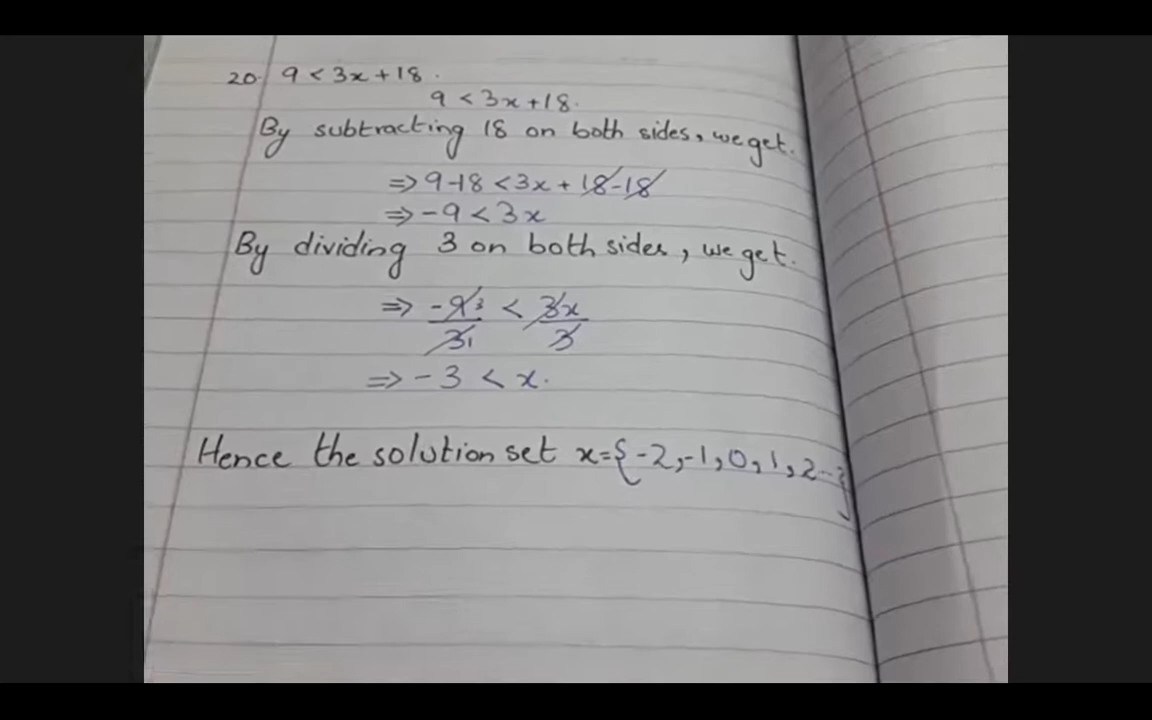 20. 9 < 3x + 18.
9 < 3x + 18.
By subtracting 18 on both sides, we get.
⇒ 9-18 < 3x + 18-18
⇒ -9 < 3x
By dividing 3 on both sides, we get.
⇒ -9 3 < 3x
3 1 3
⇒ -3 < x.
Hence the solution set x={-2,-1,0,1,2--}